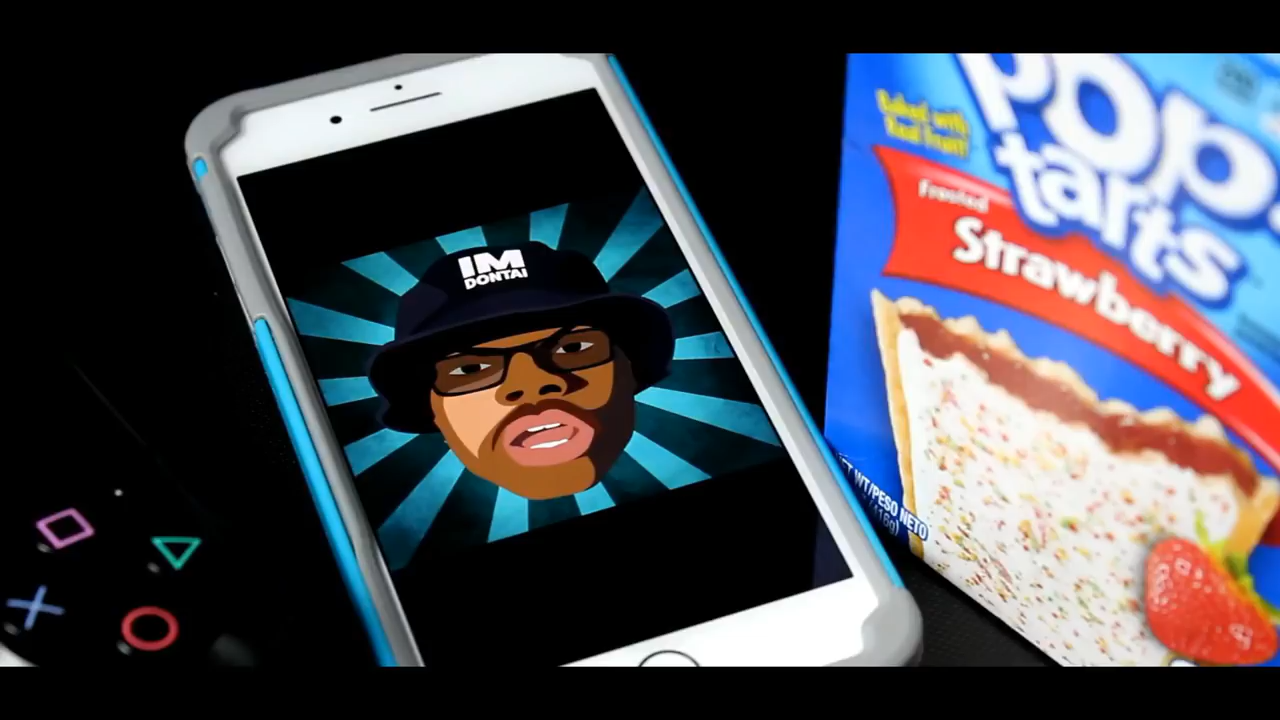 IM
DONTAI
Baked with
Real Fruit!
POP.
tarts
Frosted
Strawberry
NET WT/PESO NETO